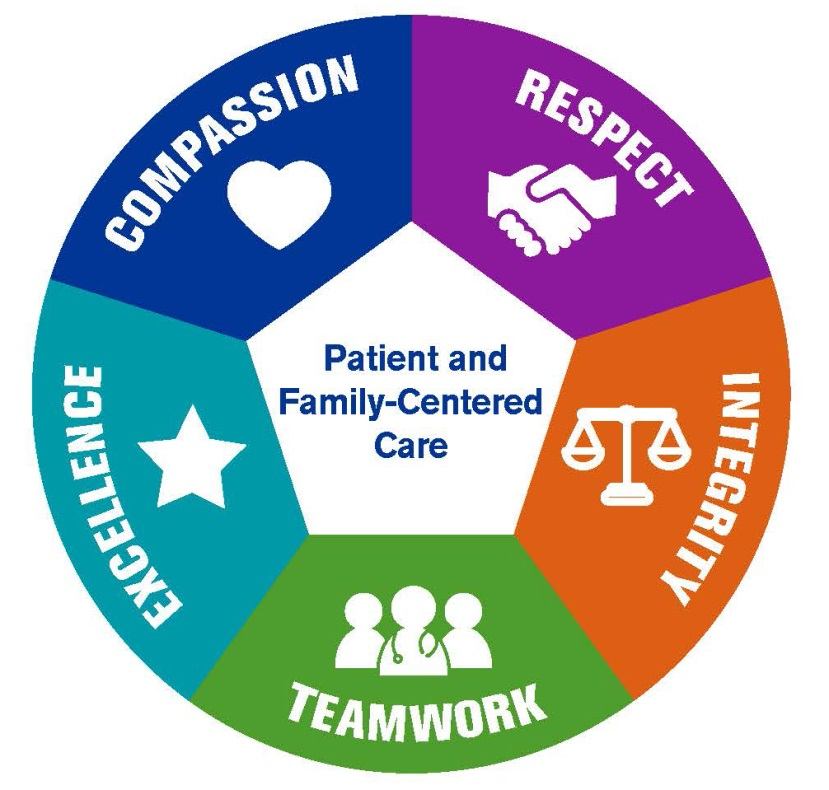 COMPASSION
RESPECT
INTEGRITY
TEAMWORK
EXCELLENCE
Patient and
Family-Centered
Care